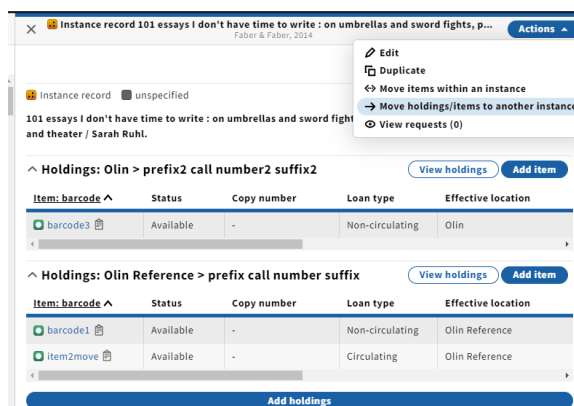 Instance record 101 essays I don't have time to write : on umbrellas and sword fights, p...
Faber & Faber, 2014
Actions
Edit
Duplicate
Move items within an instance
Move holdings/items to another instance
View requests (0)
Instance record unspecified
101 essays I don't have time to write : on umbrellas and sword fight
and theater / Sarah Ruhl.
Holdings: Olin > prefix2 call number2 suffix2 View holdings Add item
Item: barcode Status Copy number Loan type Effective location
barcode3 Available - Non-circulating Olin
Holdings: Olin Reference > prefix call number suffix View holdings Add item
Item: barcode Status Copy number Loan type Effective location
barcode1 Available - Non-circulating Olin Reference
item2move Available - Circulating Olin Reference
Add holdings